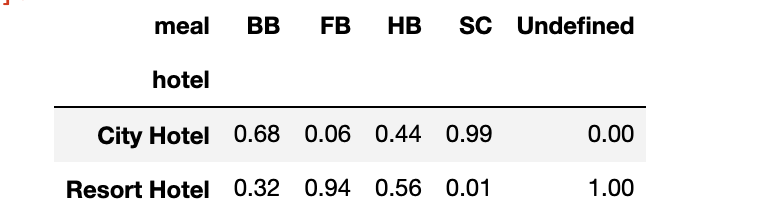 meal BB FB HB SC Undefined
hotel
City Hotel 0.68 0.06 0.44 0.99 0.00
Resort Hotel 0.32 0.94 0.56 0.01 1.00